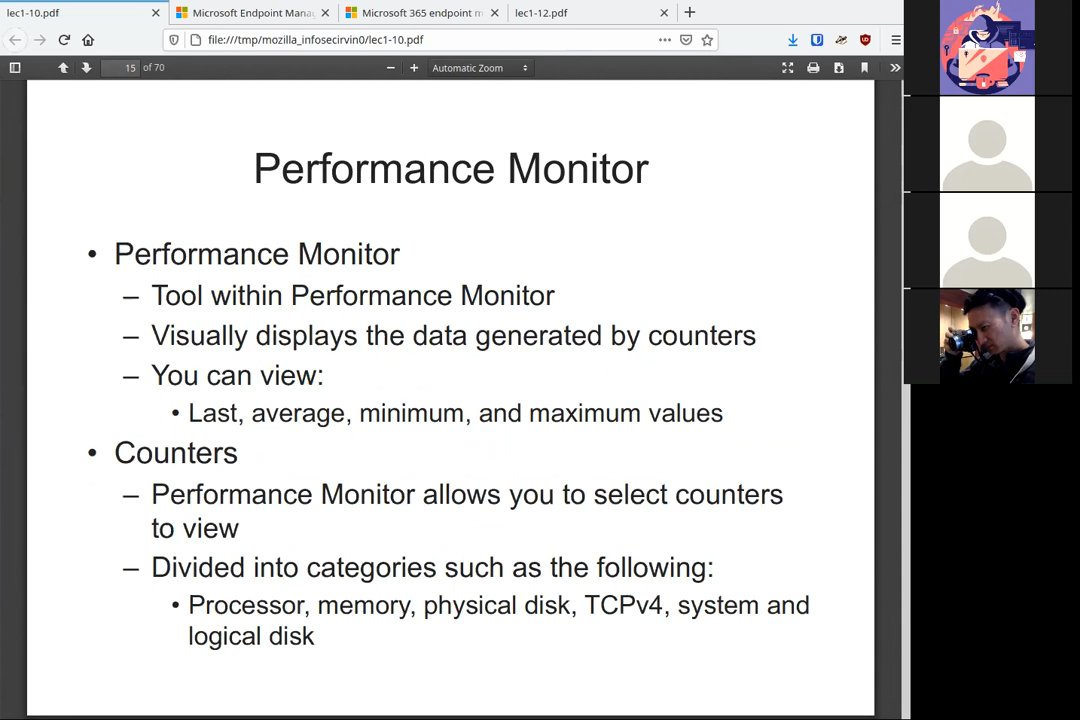 lec1-10.pdf
Microsoft Endpoint Mana
Microsoft 365 endpoint m
lec1-12.pdf
file:///tmp/mozilla_infosecirvin0/lec1-10.pdf
15 of 70
Automatic Zoom
Performance Monitor
• Performance Monitor
– Tool within Performance Monitor
– Visually displays the data generated by counters
– You can view:
• Last, average, minimum, and maximum values
• Counters
– Performance Monitor allows you to select counters
to view
– Divided into categories such as the following:
• Processor, memory, physical disk, TCPv4, system and
logical disk